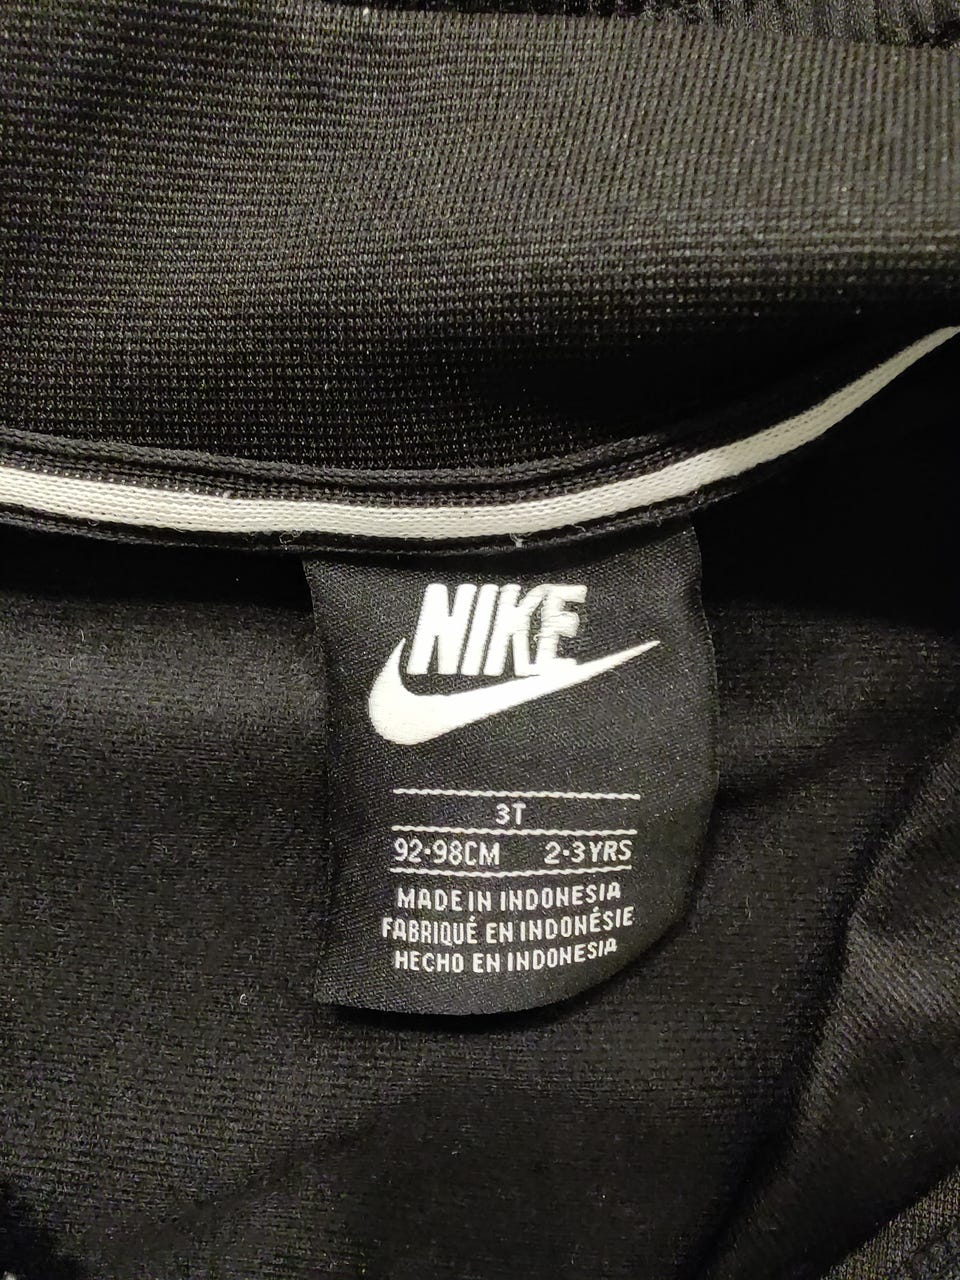 NIKE
3T
92-98CM 2-3YRS
MADE IN INDONESIA
FABRIQUÉ EN INDONÉSIE
HECHO EN INDONESIA